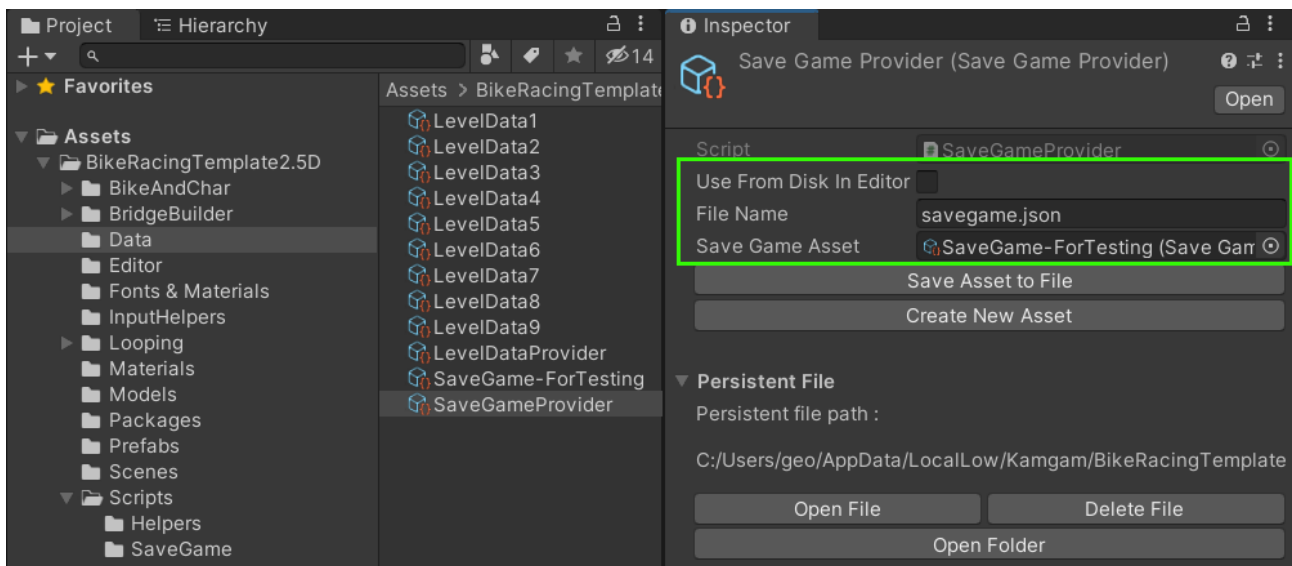 Project
Hierarchy
14
Favorites
Assets
BikeRacingTemplate2.5D
BikeAndChar
BridgeBuilder
Data
Editor
Fonts & Materials
InputHelpers
Looping
Materials
Models
Packages
Prefabs
Scenes
Scripts
Helpers
SaveGame
Assets > BikeRacingTemplate
LevelData1
LevelData2
LevelData3
LevelData4
LevelData5
LevelData6
LevelData7
LevelData8
LevelData9
LevelDataProvider
SaveGame-ForTesting
SaveGameProvider
Inspector
Save Game Provider (Save Game Provider)
Open
Script SaveGameProvider
Use From Disk In Editor
File Name savegame.json
Save Game Asset SaveGame-ForTesting (Save Gam
Save Asset to File
Create New Asset
Persistent File
Persistent file path :
C:/Users/geo/AppData/LocalLow/Kamgam/BikeRacingTemplate
Open File Delete File
Open Folder